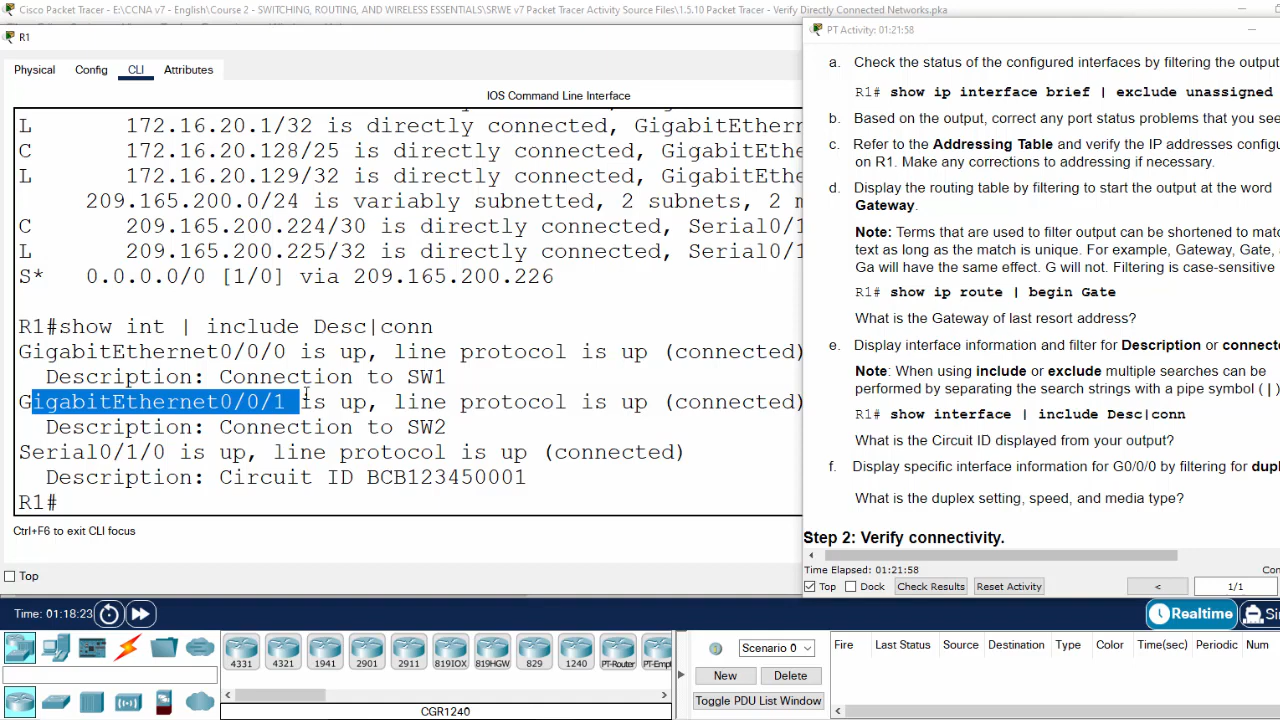 Cisco Packet Tracer - E:\CCNA v7 - English\Course 2 - SWITCHING, ROUTING, AND WIRELESS ESSENTIALS\SRWE v7 Packet Tracer Activity Source Files\1.5.10 Packet Tracer - Verify Directly Connected Networks.pka
R1
Physical Config CLI Attributes
IOS Command Line Interface
L 172.16.20.1/32 is directly connected, GigabitEthern
C 172.16.20.128/25 is directly connected, GigabitEthe
L 172.16.20.129/32 is directly connected, GigabitEthe
209.165.200.0/24 is variably subnetted, 2 subnets, 2 m
C 209.165.200.224/30 is directly connected, Serial0/1
L 209.165.200.225/32 is directly connected, Serial0/1
S* 0.0.0.0/0 [1/0] via 209.165.200.226
R1#show int | include Desc|conn
GigabitEthernet0/0/0 is up, line protocol is up (connected)
Description: Connection to SW1
GigabitEthernet0/0/1 is up, line protocol is up (connected)
Description: Connection to SW2
Serial0/1/0 is up, line protocol is up (connected)
Description: Circuit ID BCB123450001
R1#
Ctrl+F6 to exit CLI focus
Top
PT Activity: 01:21:58
a. Check the status of the configured interfaces by filtering the output
R1# show ip interface brief | exclude unassigned
b. Based on the output, correct any port status problems that you see
c. Refer to the Addressing Table and verify the IP addresses config
on R1. Make any corrections to addressing if necessary.
d. Display the routing table by filtering to start the output at the word
Gateway.
Note: Terms that are used to filter output can be shortened to matc
text as long as the match is unique. For example, Gateway, Gate, a
Ga will have the same effect. G will not. Filtering is case-sensitive
R1# show ip route | begin Gate
What is the Gateway of last resort address?
e. Display interface information and filter for Description or connecte
Note: When using include or exclude multiple searches can be
performed by separating the search strings with a pipe symbol ( | )
R1# show interface | include Desc|conn
What is the Circuit ID displayed from your output?
f. Display specific interface information for G0/0/0 by filtering for dup
What is the duplex setting, speed, and media type?
Step 2: Verify connectivity.
Time Elapsed: 01:21:58 Con
Top Dock Check Results Reset Activity < 1/1
Time: 01:18:23 Realtime Si
4331 4321 1941 2901 2911 819IOX 819HGW 829 1240 PT-Router PT-Empt
CGR1240
Scenario 0
New Delete
Toggle PDU List Window
Fire Last Status Source Destination Type Color Time(sec) Periodic Num